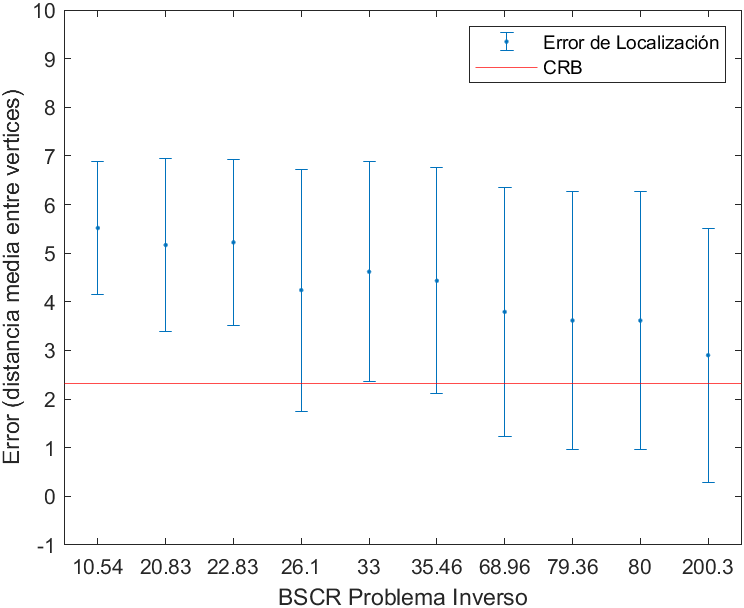 10
9
8
7
6
5
4
3
2
1
0
-1
Error (distancia media entre vertices)
Error de Localización
CRB
10.54 20.83 22.83 26.1 33 35.46 68.96 79.36 80 200.3
BSCR Problema Inverso